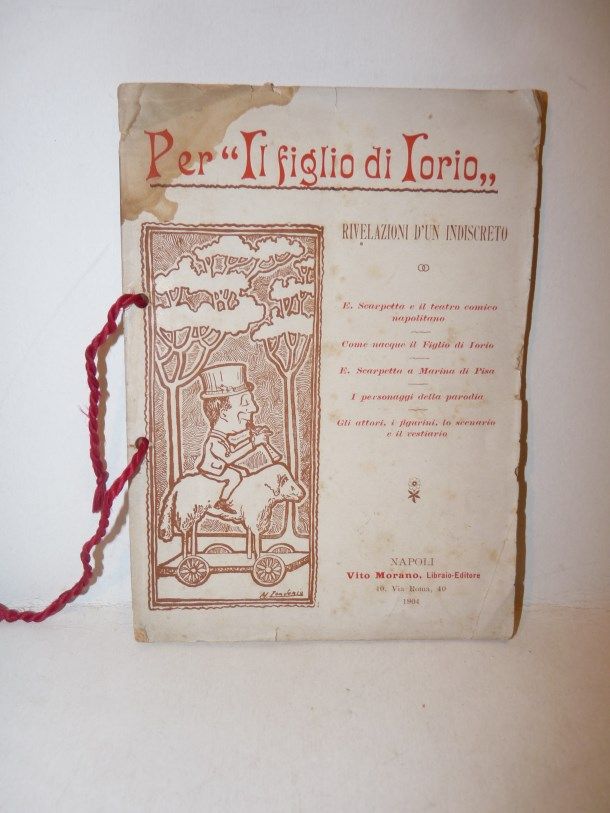 Per "Il figlio di Iorio„
RIVELAZIONI D'UN INDISCRETO
E. Scarpetta e il teatro comico
napolitano
Come nacque il Figlio di Iorio
E. Scarpetta a Marina di Pisa
I personaggi della parodia
Gli attori, i figurini, lo scenario
e il vestiario
NAPOLI
Vito Morano, Libraio-Editore
40, Via Roma, 40
1904